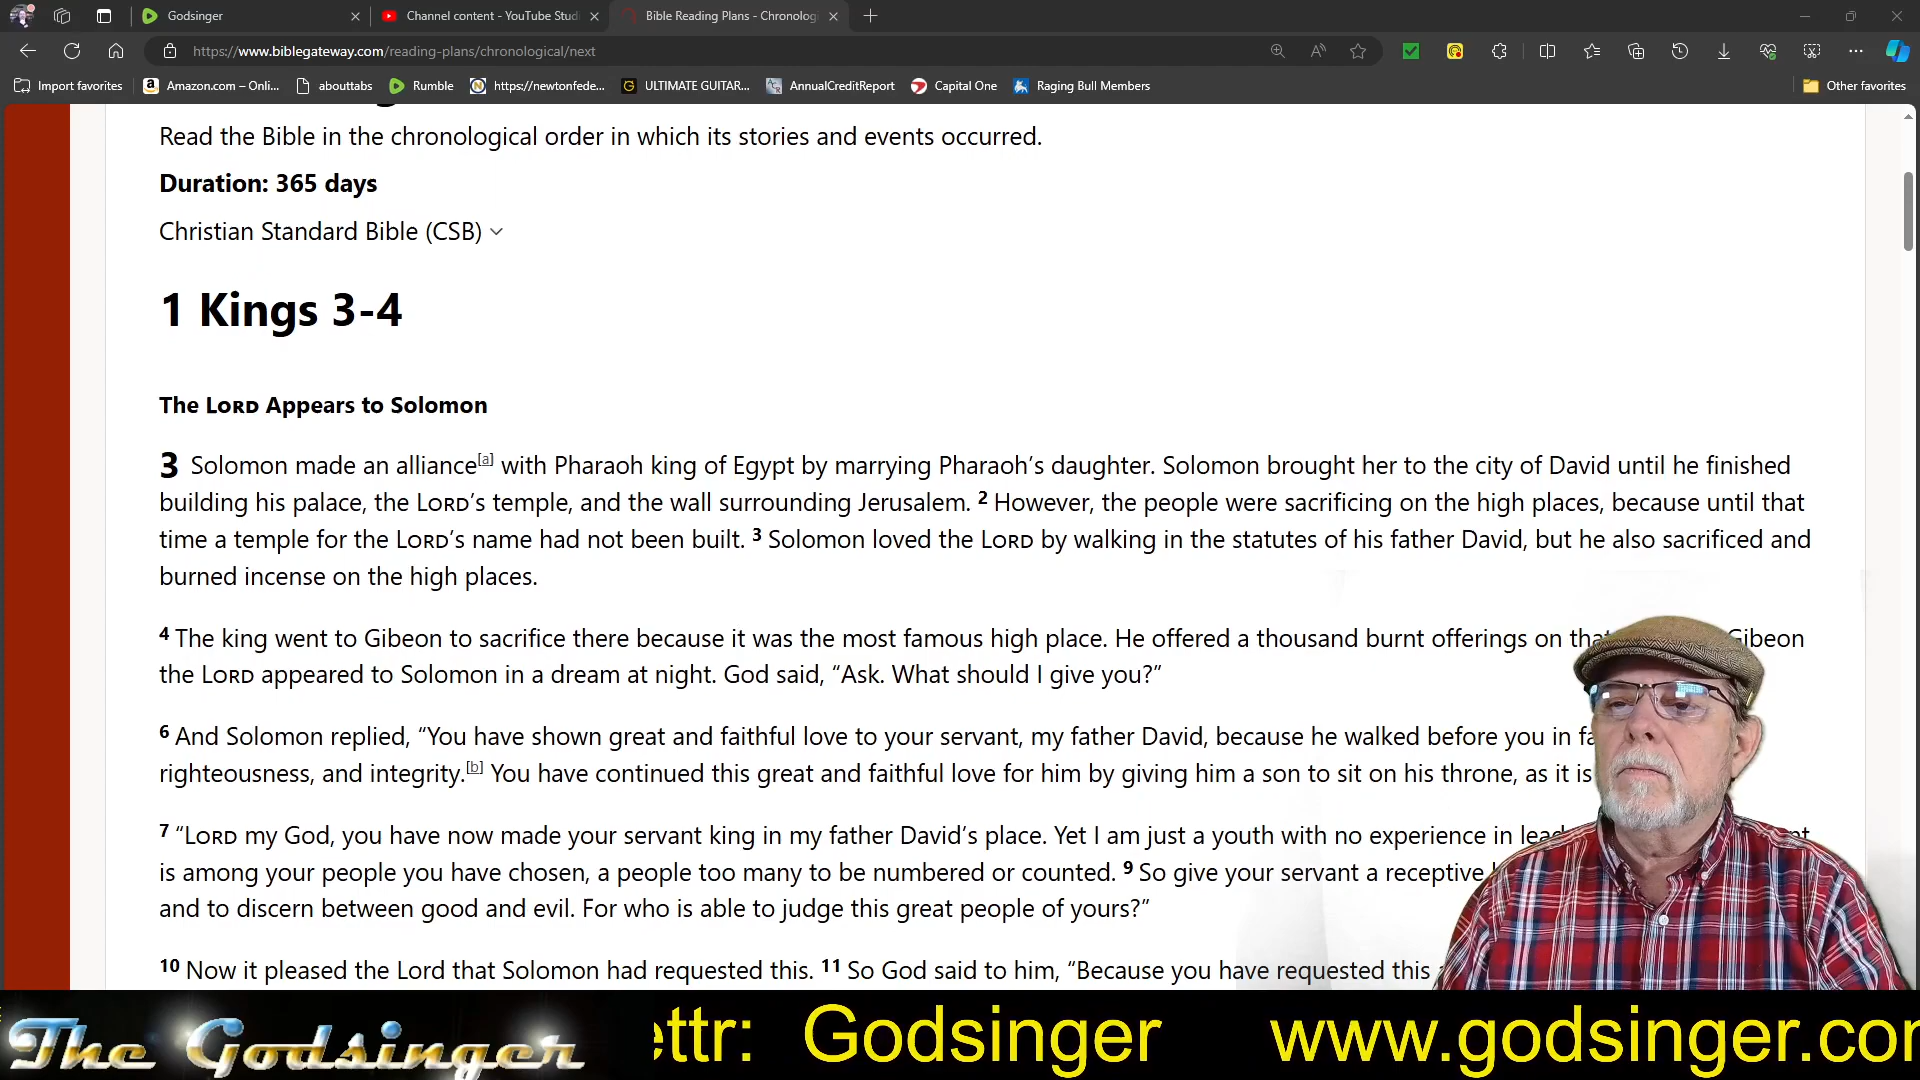 Godsinger
Channel content - YouTube Studi
Bible Reading Plans - Chronolog
https://www.biblegateway.com/reading-plans/chronological/next
Import favorites
Amazon.com – Onli...
abouttabs
Rumble
https://newtonfede...
ULTIMATE GUITAR...
AnnualCreditReport
Capital One
Raging Bull Members
Other favorites
Read the Bible in the chronological order in which its stories and events occurred.
Duration: 365 days
Christian Standard Bible (CSB)
1 Kings 3-4
The LORD Appears to Solomon
3 Solomon made an alliance[a] with Pharaoh king of Egypt by marrying Pharaoh’s daughter. Solomon brought her to the city of David until he finished
building his palace, the LORD’s temple, and the wall surrounding Jerusalem. 2 However, the people were sacrificing on the high places, because until that
time a temple for the LORD’s name had not been built. 3 Solomon loved the LORD by walking in the statutes of his father David, but he also sacrificed and
burned incense on the high places.
4 The king went to Gibeon to sacrifice there because it was the most famous high place. He offered a thousand burnt offerings on Gibeon
the LORD appeared to Solomon in a dream at night. God said, “Ask. What should I give you?”
6 And Solomon replied, “You have shown great and faithful love to your servant, my father David, because he walked before you in
righteousness, and integrity.[b] You have continued this great and faithful love for him by giving him a son to sit on his throne, as it is
7 “LORD my God, you have now made your servant king in my father David’s place. Yet I am just a youth with no experience in
is among your people you have chosen, a people too many to be numbered or counted. 9 So give your servant a receptive
and to discern between good and evil. For who is able to judge this great people of yours?”
10 Now it pleased the Lord that Solomon had requested this. 11 So God said to him, “Because you have requested this
The Godsinger
ettr: Godsinger www.godsinger.com